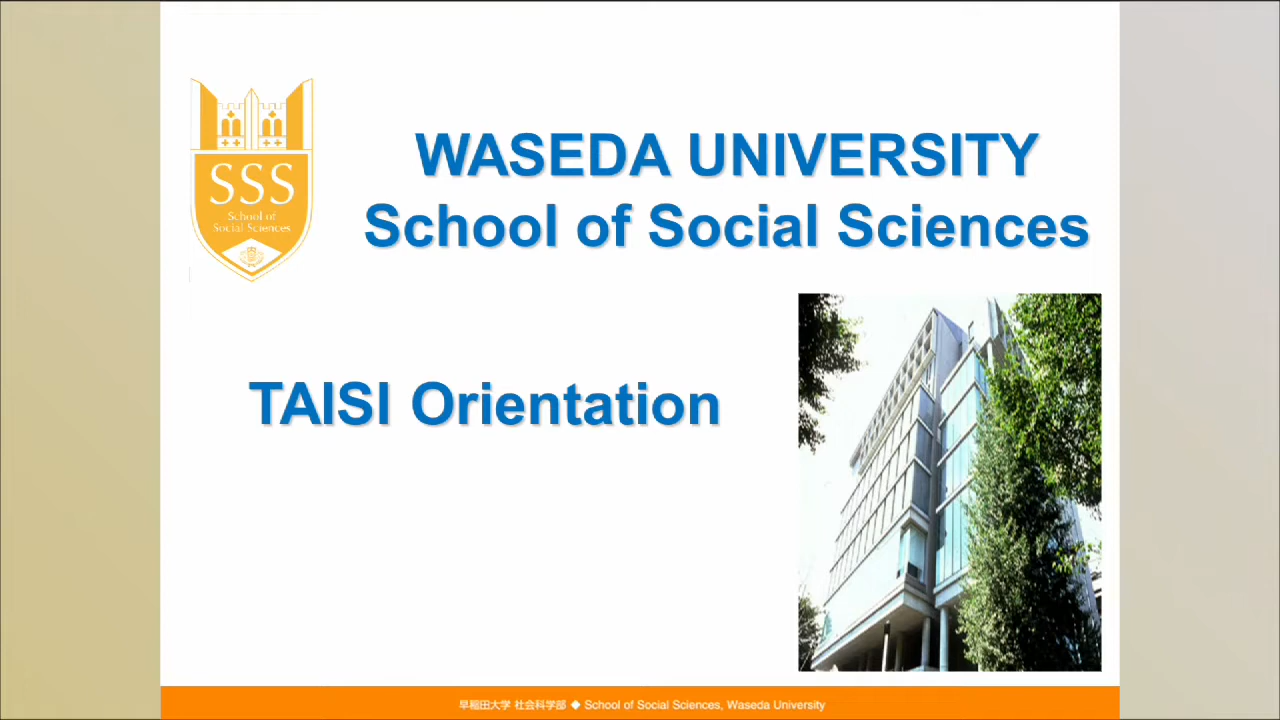 WASEDA UNIVERSITY
School of Social Sciences
SSS
School of
Social Sciences
TAISI Orientation
早稲田大学 社会科学部 ◆ School of Social Sciences, Waseda University